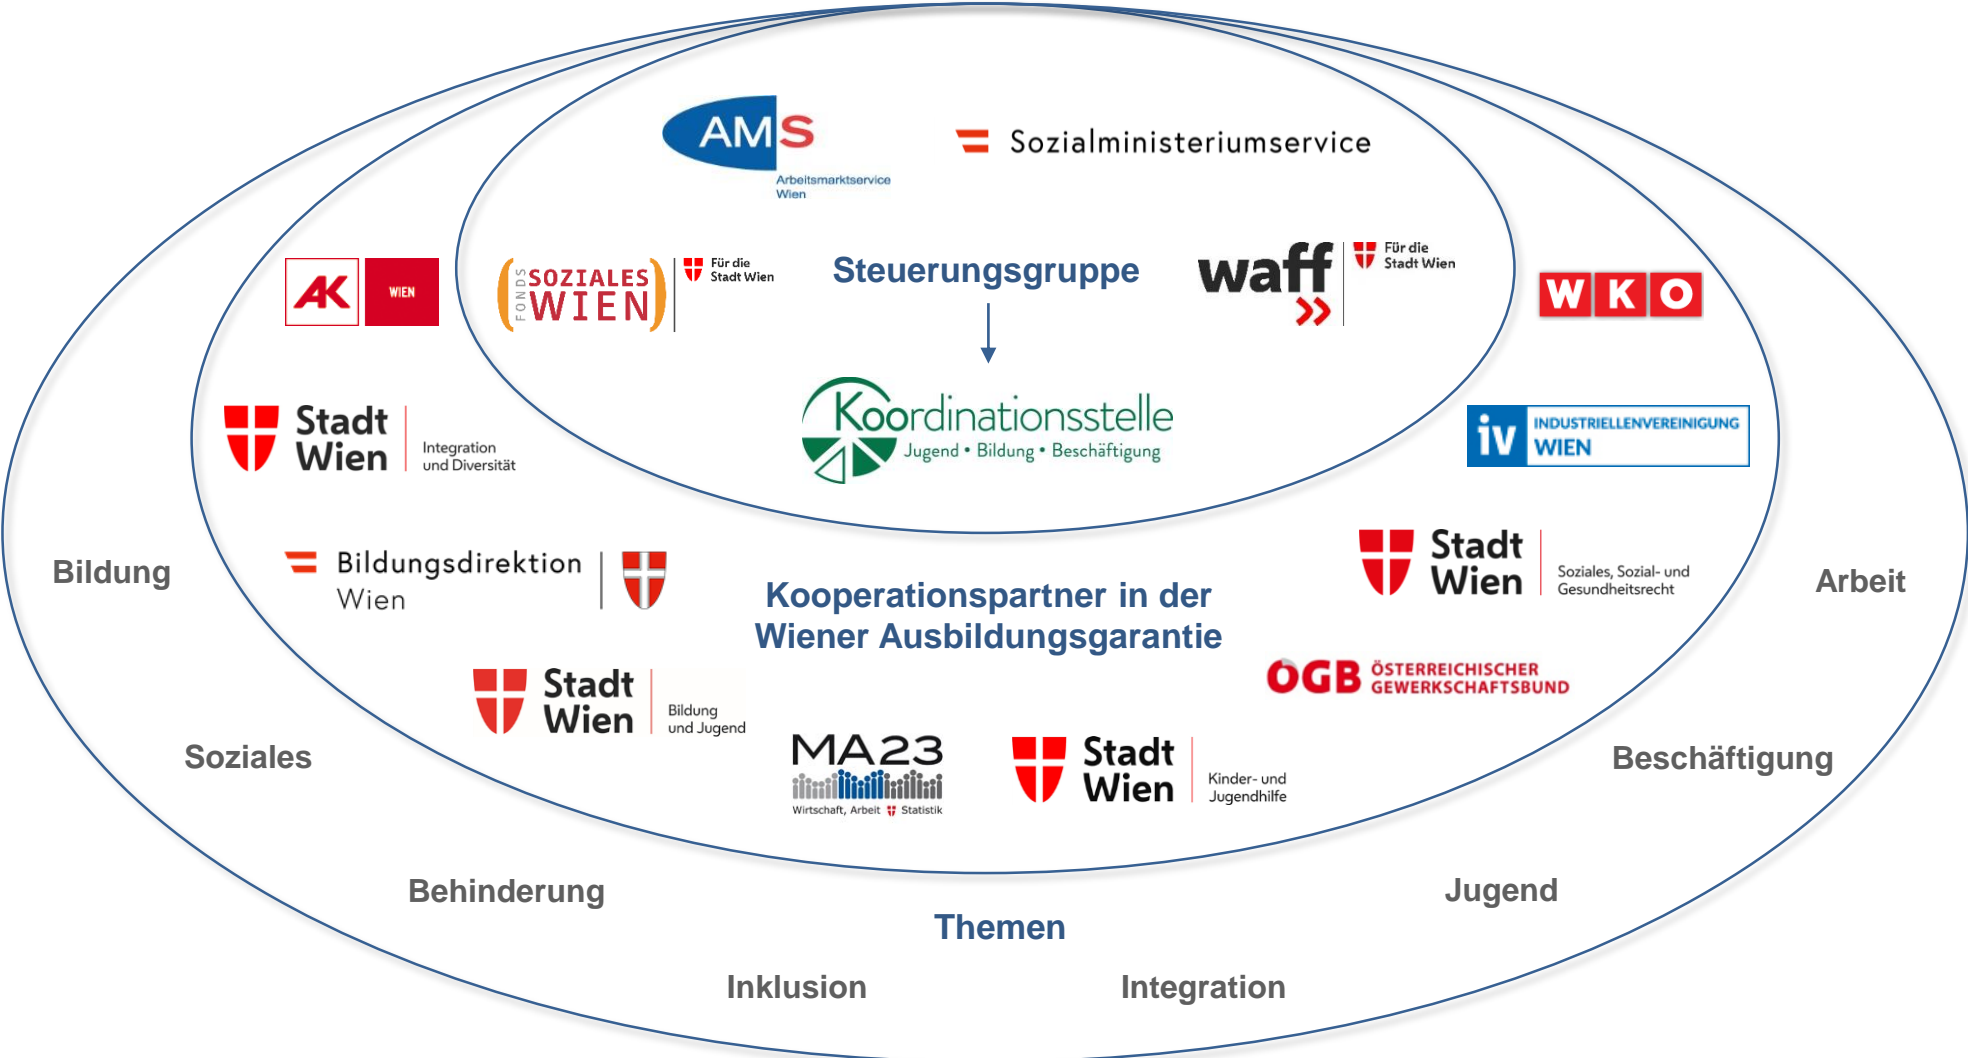 AMS
Arbeitsmarktservice
Wien
Sozialministeriumservice
AK WIEN
FONDS
SOZIALES
WIEN
Für die
Stadt Wien
Steuerungsgruppe
waff
Für die
Stadt Wien
WKO
Koordinationsstelle
Jugend • Bildung • Beschäftigung
Stadt
Wien
Integration
und Diversität
iv
INDUSTRIELLENVEREINIGUNG
WIEN
Bildung
Bildungsdirektion
Wien
Kooperationspartner in der
Wiener Ausbildungsgarantie
Stadt
Wien
Soziales, Sozial- und
Gesundheitsrecht
Arbeit
Stadt
Wien
Bildung
und Jugend
ÖGB
ÖSTERREICHISCHER
GEWERKSCHAFTSBUND
Soziales
MA23
Wirtschaft, Arbeit Statistik
Stadt
Wien
Kinder- und
Jugendhilfe
Beschäftigung
Behinderung
Themen
Jugend
Inklusion
Integration